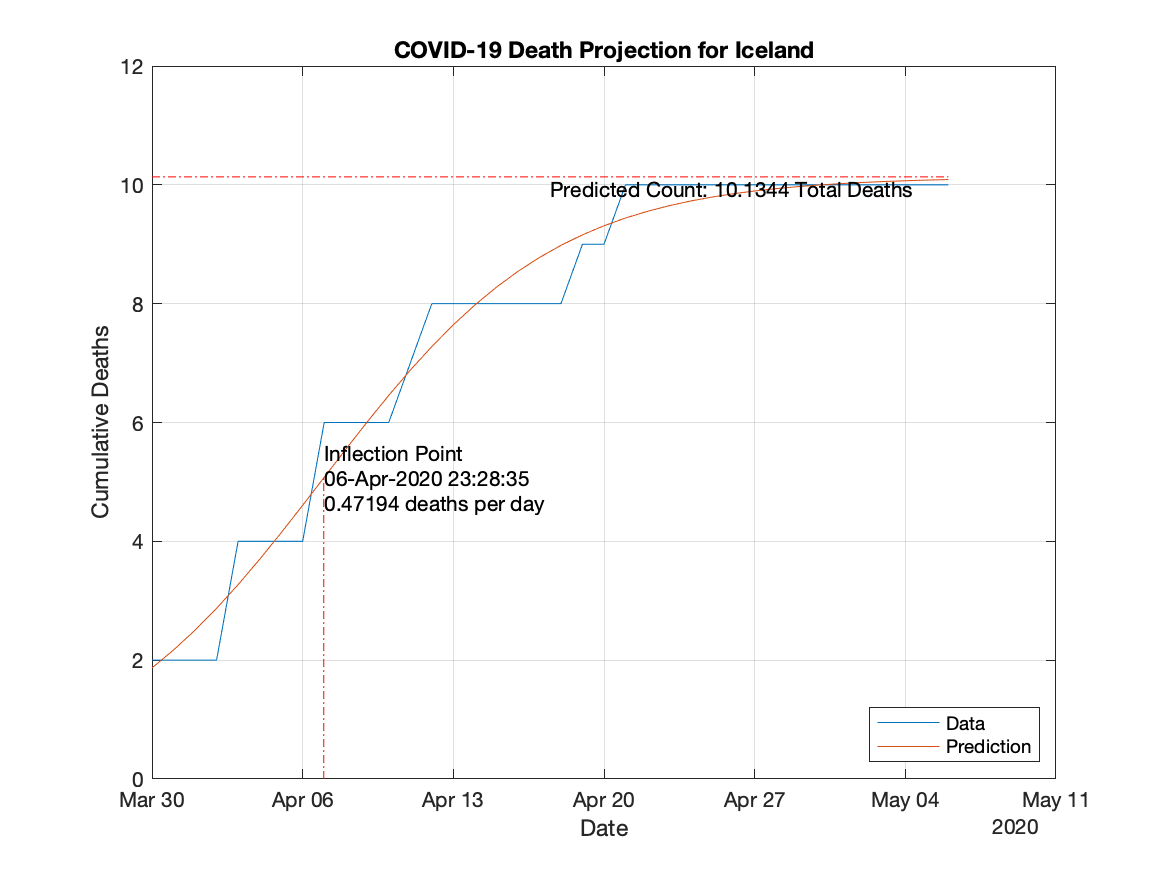 COVID-19 Death Projection for Iceland
12
10
8
6
4
2
0
Cumulative Deaths
Predicted Count: 10.1344 Total Deaths
Inflection Point
06-Apr-2020 23:28:35
0.47194 deaths per day
Data
Prediction
Mar 30 Apr 06 Apr 13 Apr 20 Apr 27 May 04 May 11
Date
2020